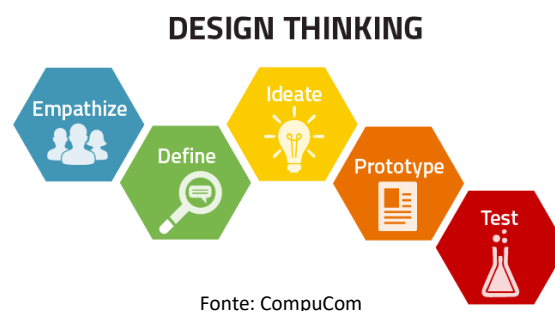 DESIGN THINKING
Empathize
Define
Ideate
Prototype
Test
Fonte: CompuCom